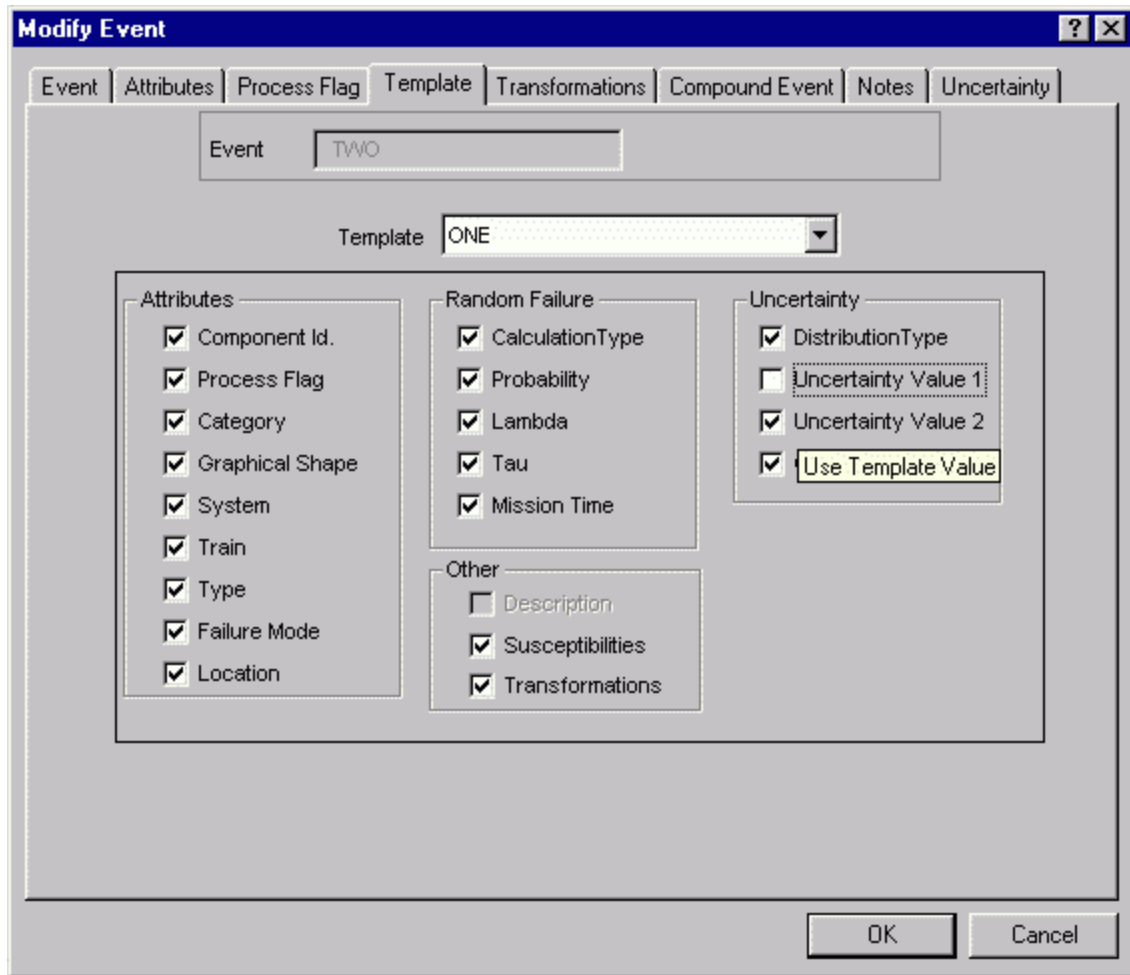 Modify Event
Event
Attributes
Process Flag
Template
Transformations
Compound Event
Notes
Uncertainty
Event
TWO
Template
ONE
Attributes
Component Id.
Process Flag
Category
Graphical Shape
System
Train
Type
Failure Mode
Location
Random Failure
CalculationType
Probability
Lambda
Tau
Mission Time
Other
Description
Susceptibilities
Transformations
Uncertainty
DistributionType
Uncertainty Value 1
Uncertainty Value 2
Use Template Value
OK
Cancel